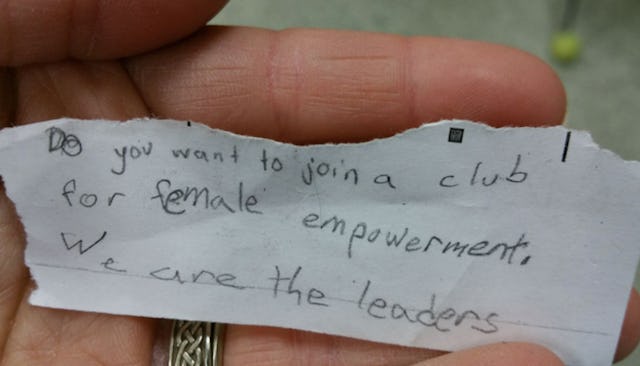 Do you want to join a club
for female empowerment.
We are the leaders